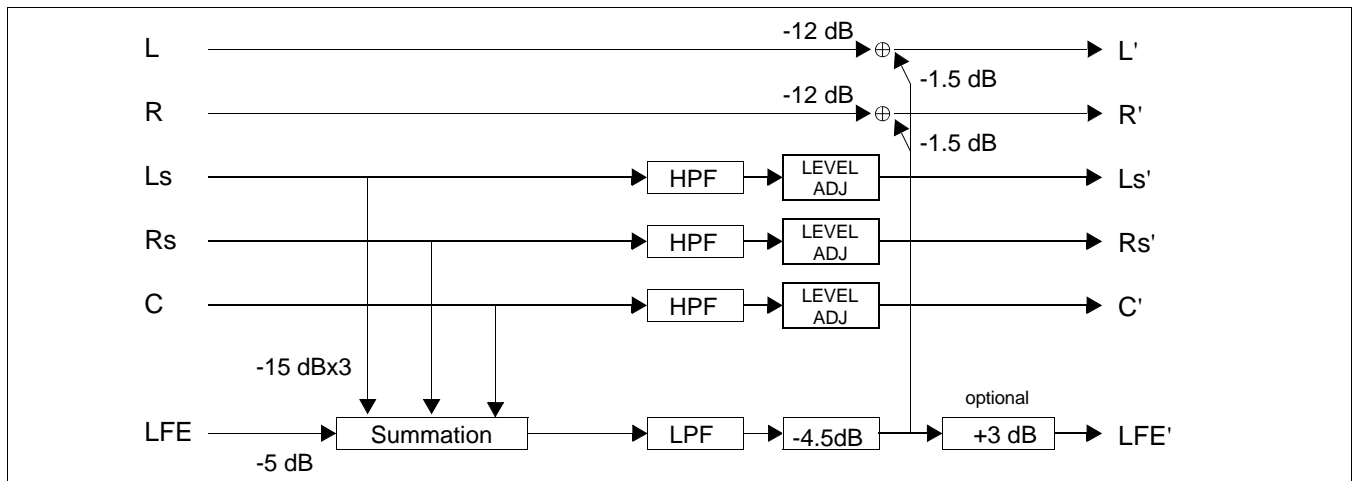 L
-12 dB
L'
-1.5 dB
R
-12 dB
R'
-1.5 dB
Ls
HPF
LEVEL
ADJ
Ls'
Rs
HPF
LEVEL
ADJ
Rs'
C
HPF
LEVEL
ADJ
C'
-15 dBx3
optional
LFE
Summation
LPF
-4.5dB
+3 dB
LFE'
-5 dB